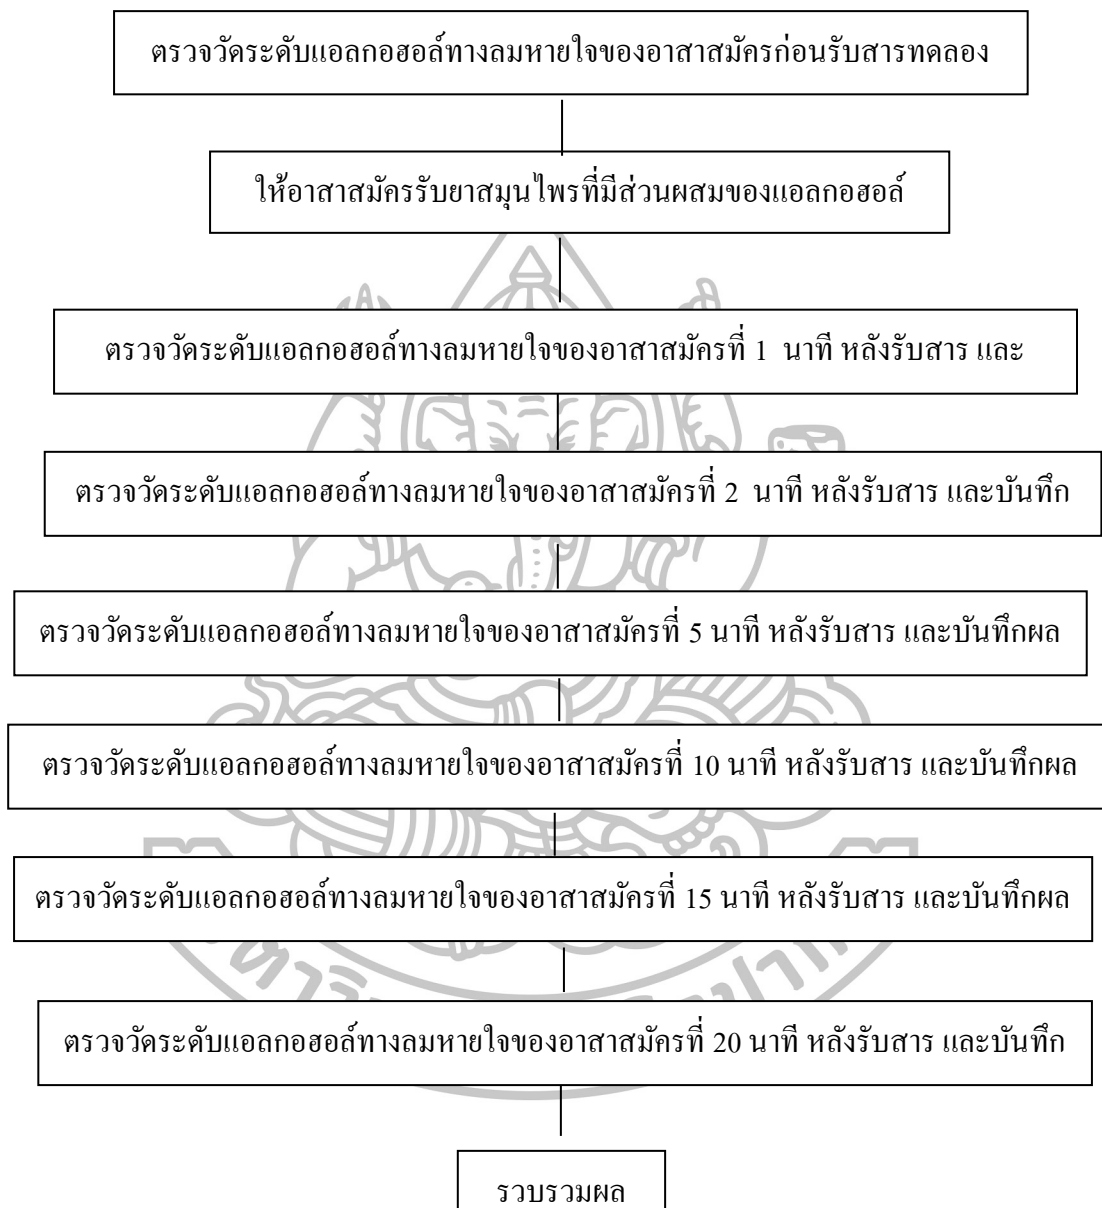 ตรวจวัดระดับแอลกอฮอล์ทางลมหายใจของอาสาสมัครก่อนรับสารทดลอง
ให้อาสาสมัครรับยาสมุนไพรที่มีส่วนผสมของแอลกอฮอล์
ตรวจวัดระดับแอลกอฮอล์ทางลมหายใจของอาสาสมัครที่ 1 นาที หลังรับสาร และ
ตรวจวัดระดับแอลกอฮอล์ทางลมหายใจของอาสาสมัครที่ 2 นาที หลังรับสาร และบันทึก
ตรวจวัดระดับแอลกอฮอล์ทางลมหายใจของอาสาสมัครที่ 5 นาที หลังรับสาร และบันทึกผล
ตรวจวัดระดับแอลกอฮอล์ทางลมหายใจของอาสาสมัครที่ 10 นาที หลังรับสาร และบันทึกผล
ตรวจวัดระดับแอลกอฮอล์ทางลมหายใจของอาสาสมัครที่ 15 นาที หลังรับสาร และบันทึกผล
ตรวจวัดระดับแอลกอฮอล์ทางลมหายใจของอาสาสมัครที่ 20 นาที หลังรับสาร และบันทึก
รวบรวมผล